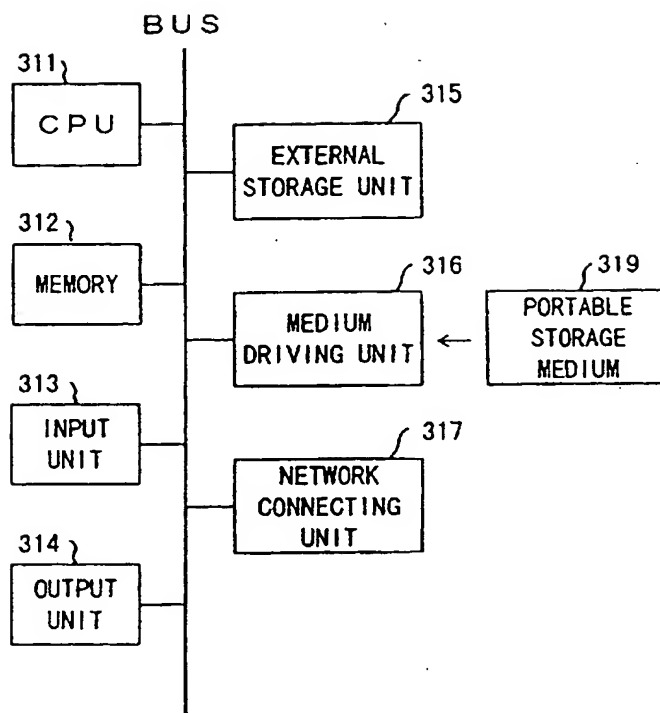 BUS
311
CPU
312
MEMORY
313
INPUT
UNIT
314
OUTPUT
UNIT
315
EXTERNAL
STORAGE UNIT
316
MEDIUM
DRIVING UNIT
319
PORTABLE
STORAGE
MEDIUM
317
NETWORK
CONNECTING
UNIT